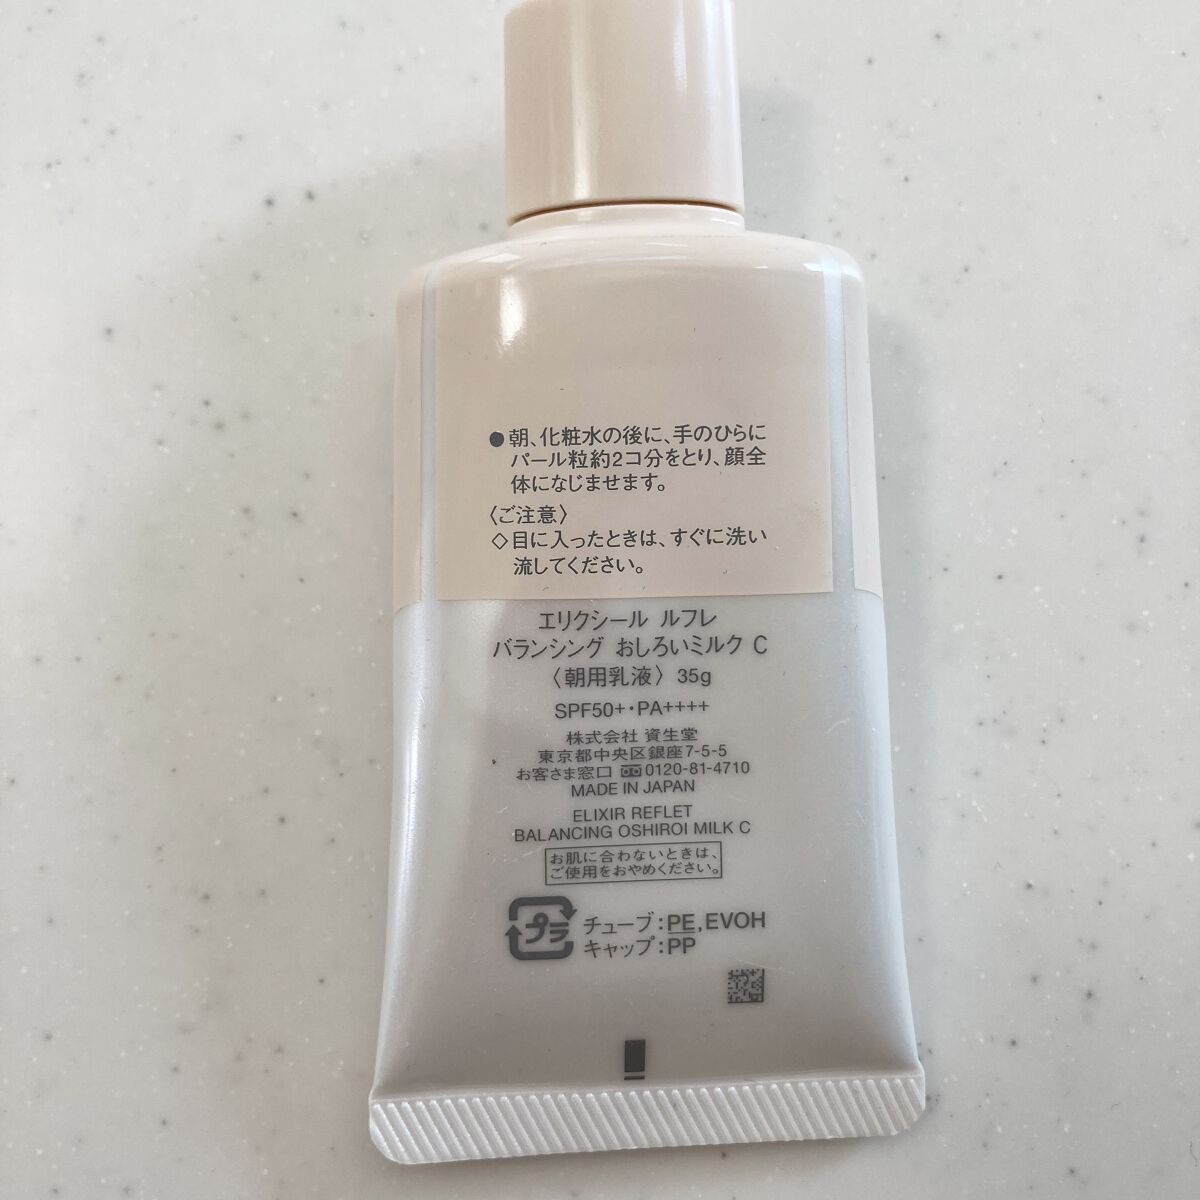 ●朝、化粧水の後に、手のひらに
パール粒約2コ分をとり、顔全
体になじませます。
〈ご注意〉
◇目に入ったときは、すぐに洗い
流してください。
エリクシール ルフレ
バランシング おしろいミルク C
〈朝用乳液〉 35g
SPF50+・PA++++
株式会社 資生堂
東京都中央区銀座7-5-5
お客さま窓口 0120-81-4710
MADE IN JAPAN
ELIXIR REFLET
BALANCING OSHIROI MILK C
お肌に合わないときは、
ご使用をおやめください。
プラ
チューブ:PE,EVOH
キャップ:PP